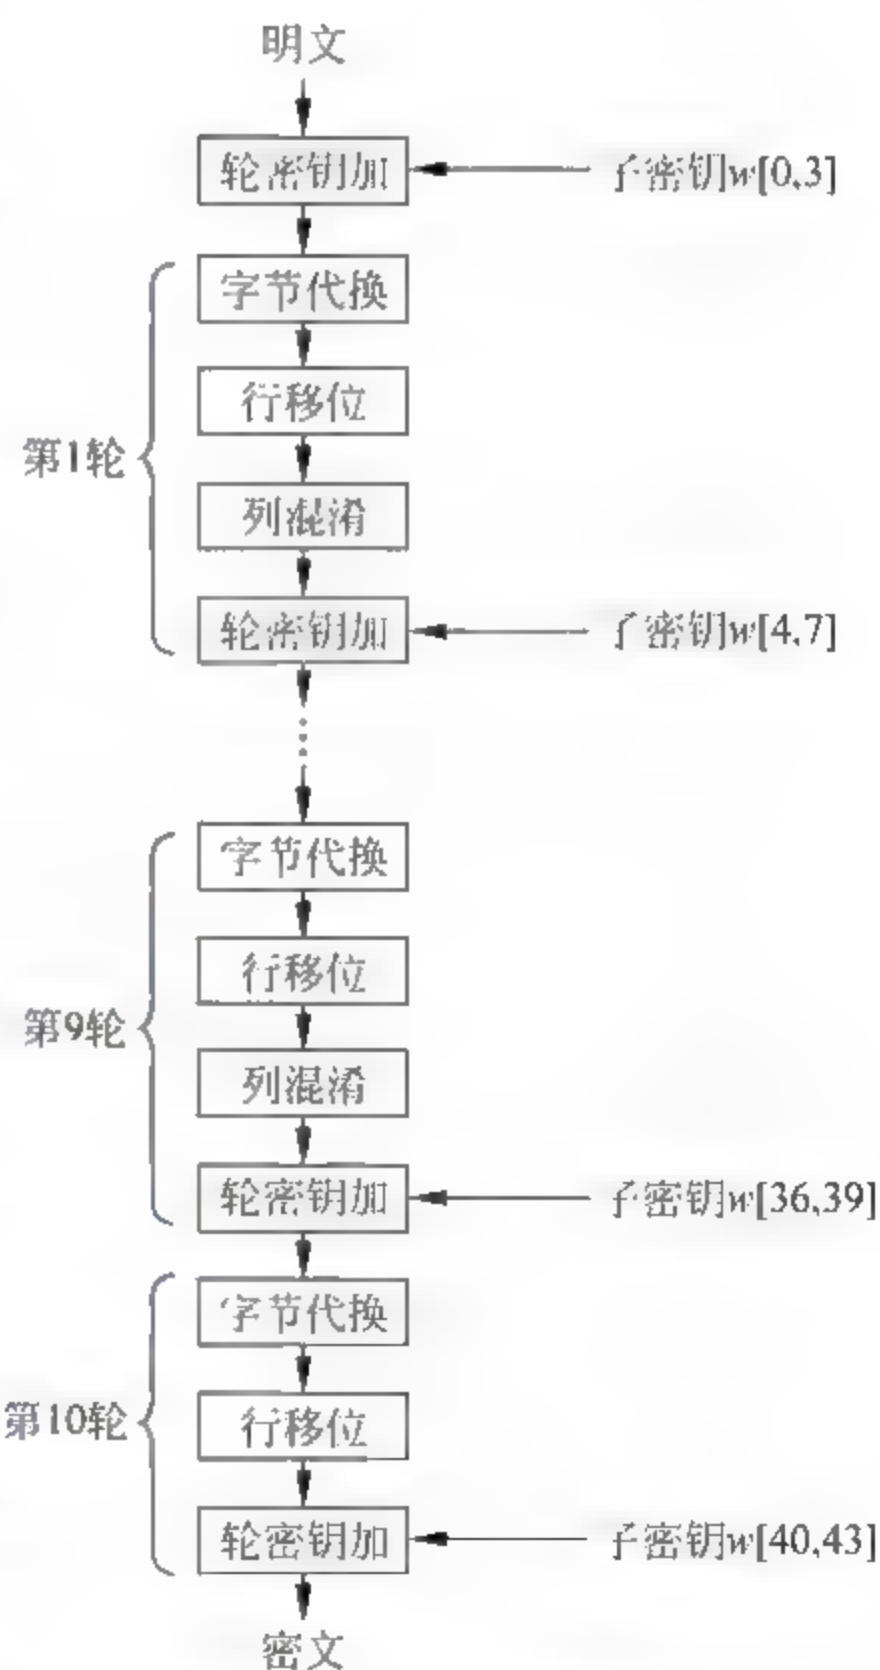 明文
轮密钥加
子密钥w[0,3]
字节代换
行移位
第1轮
列混淆
轮密钥加
子密钥w[4,7]
字节代换
行移位
第9轮
列混淆
轮密钥加
子密钥w[36,39]
字节代换
第10轮
行移位
轮密钥加
子密钥w[40,43]
密文